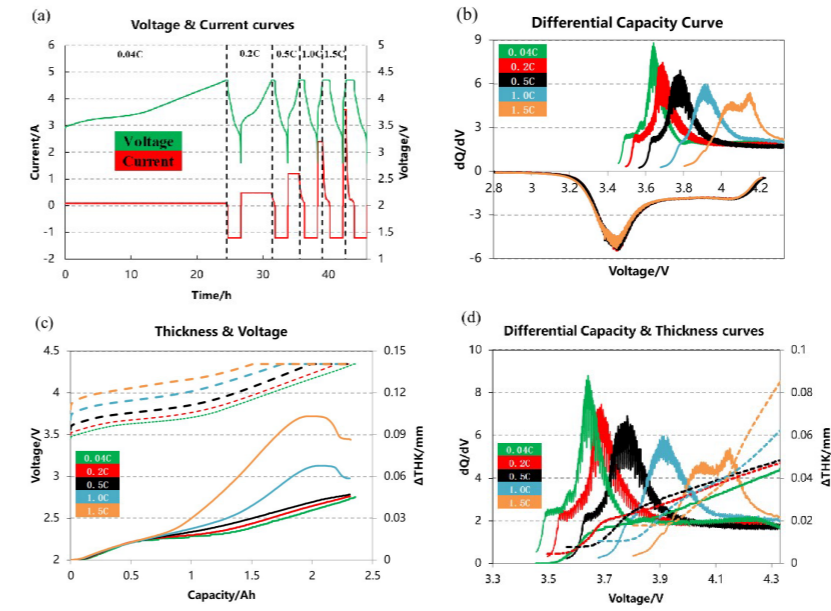 (a)
Voltage & Current curves
0.04C
0.2C
0.5C
1.0C
1.5C
6
5
4
3
2
1
0
-1
-2
5
4.5
4
3.5
3
2.5
2
1.5
1
Current/A
Voltage/V
Voltage
Current
0
10
20
30
40
Time/h
(b)
Differential Capacity Curve
0.04C
0.2C
0.5C
1.0C
1.5C
9
6
3
0
-3
-6
dQ/dV
2.8
3
3.2
3.4
3.6
3.8
4
4.2
Voltage/V
(c)
Thickness & Voltage
4.5
4
3.5
3
2.5
2
0.15
0.12
0.09
0.06
0.03
0
Voltage/V
ΔTHK/mm
0.04C
0.2C
0.5C
1.0C
1.5C
0
0.5
1
1.5
2
2.5
Capacity/Ah
(d)
Differential Capacity & Thickness curves
10
8
6
4
2
0
0.1
0.08
0.06
0.04
0.02
0
dQ/dV
ΔTHK/mm
0.04C
0.2C
0.5C
1.0C
1.5C
3.3
3.5
3.7
3.9
4.1
4.3
Voltage/V